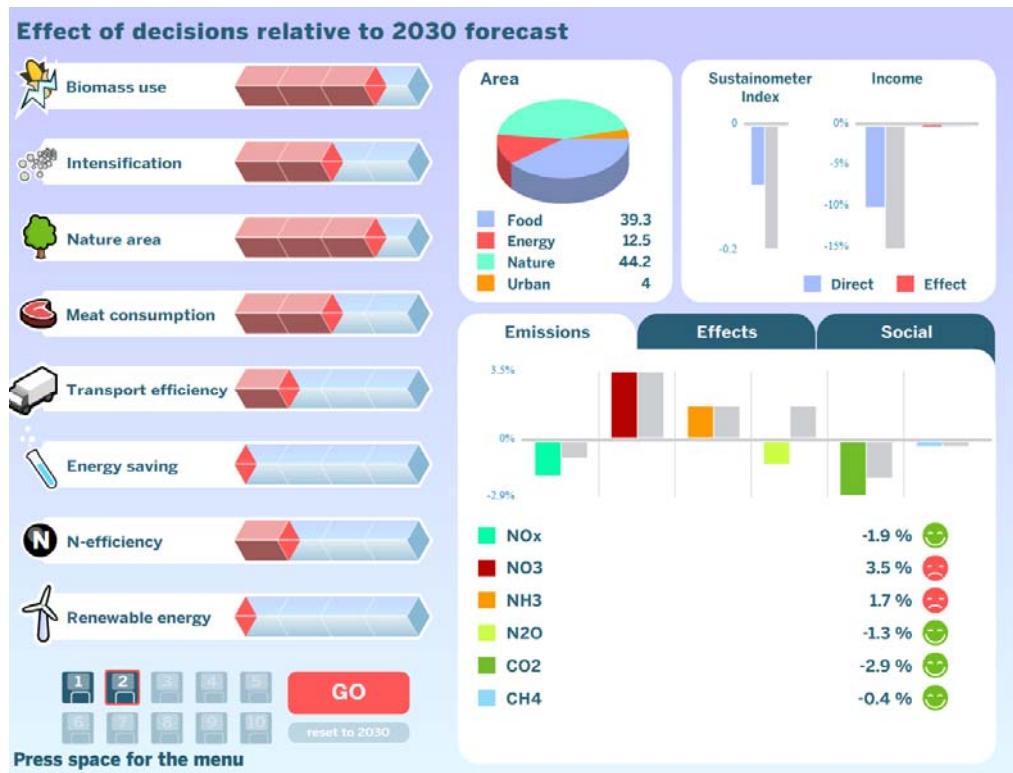 Effect of decisions relative to 2030 forecast
Biomass use
Intensification
Nature area
Meat consumption
Transport efficiency
Energy saving
N
N-efficiency
Renewable energy
1 2 3 4 5
6 7 8 9 10
GO
reset to 2030
Press space for the menu
Area
Food 39.3
Energy 12.5
Nature 44.2
Urban 4
Sustainometer
Index
0
-0.2
Income
0%
-5%
-10%
-15%
Direct Effect
Emissions Effects Social
3.5%
0%
-2.9%
NOx -1.9 %
NO3 3.5 %
NH3 1.7 %
N2O -1.3 %
CO2 -2.9 %
CH4 -0.4 %